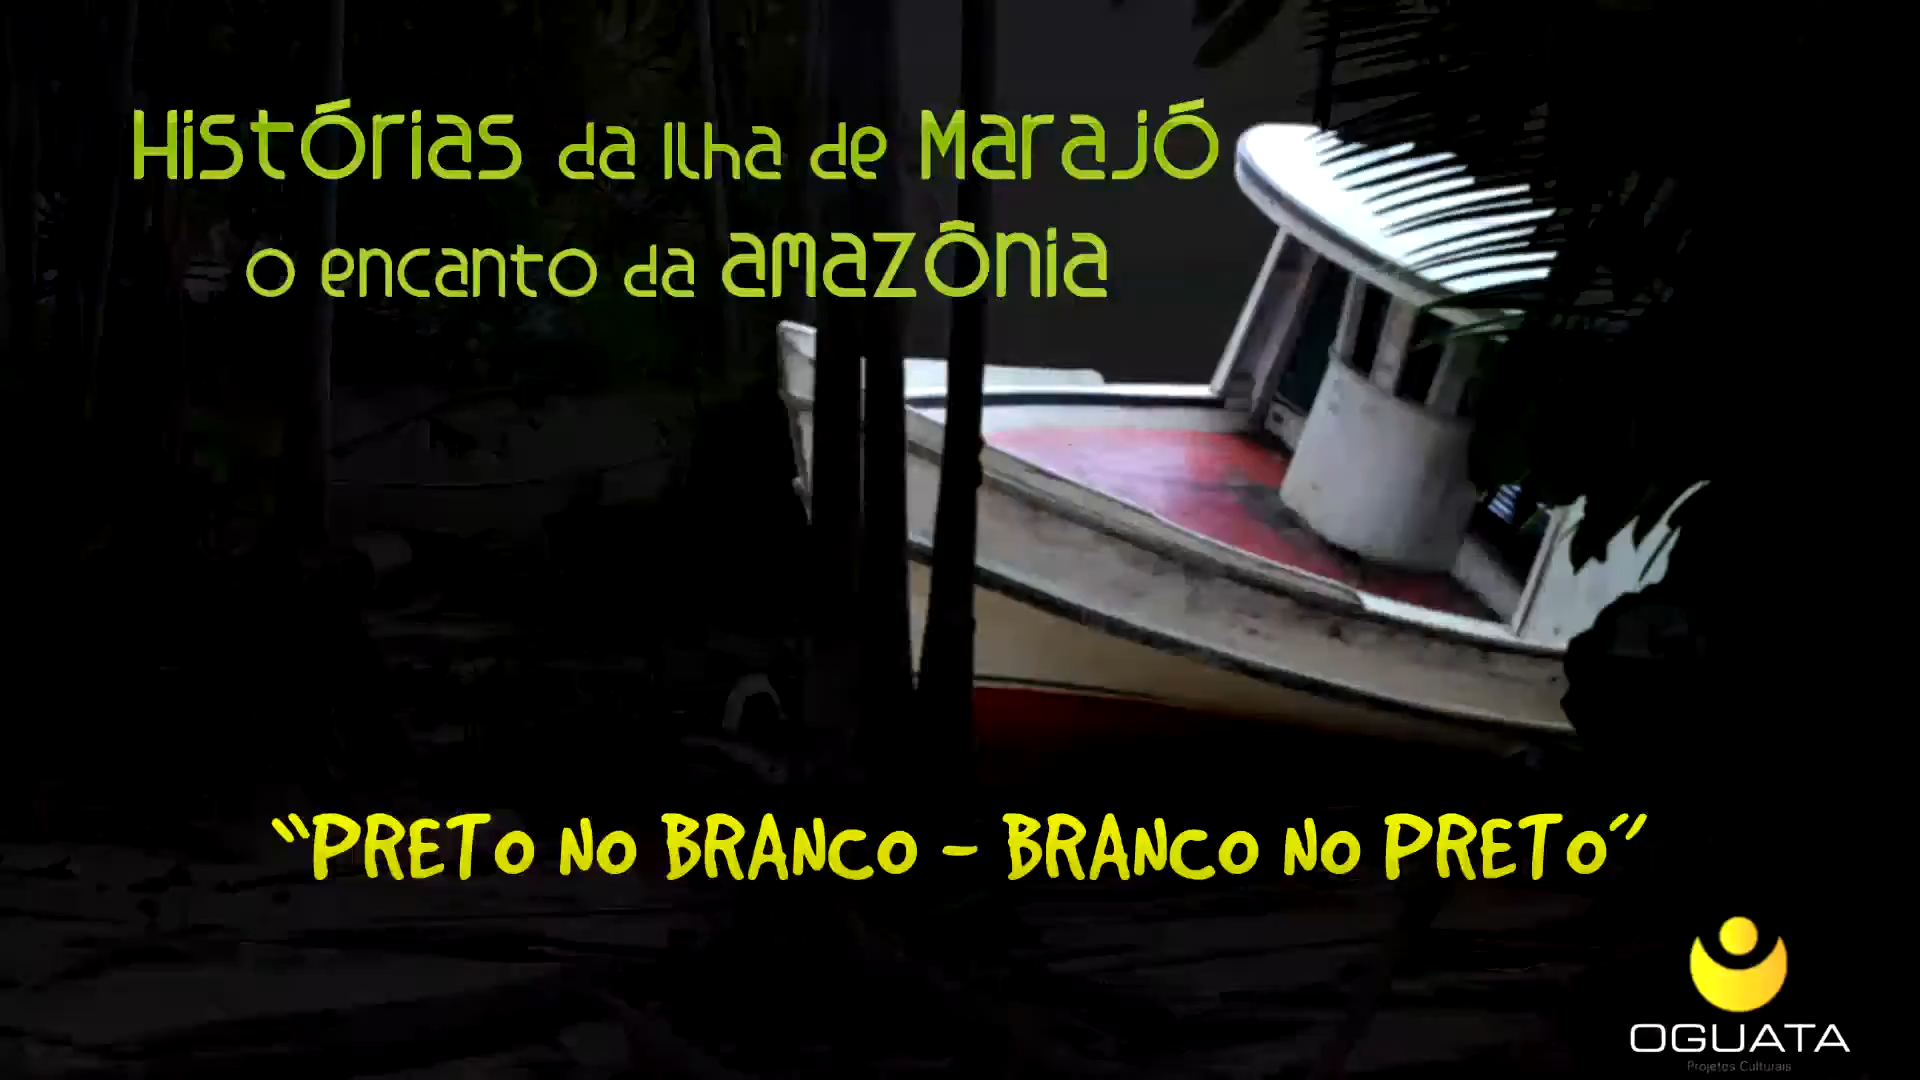 Histórias da Ilha de Marajó
o encanto da amazônia
“PRETO NO BRANCO – BRANCO NO PRETO”
OGUATA
Projetos Culturais